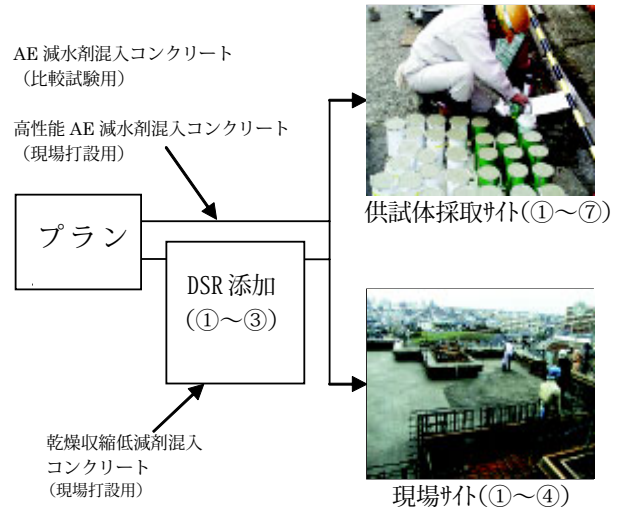 AE 減水剤混入コンクリート
（比較試験用）
高性能 AE 減水剤混入コンクリート
（現場打設用）
プラン
DSR 添加
(①～③)
乾燥収縮低減剤混入
コンクリート
（現場打設用）
供試体採取ｻｲﾄ(①～⑦)
現場ｻｲﾄ(①～④)